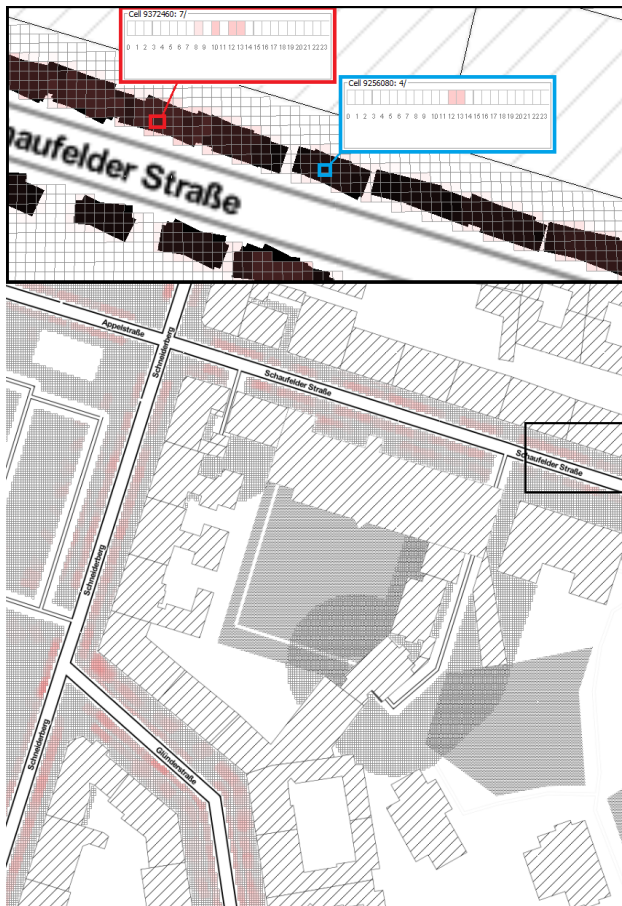 Cell 9372460: 7/
0 1 2 3 4 5 6 7 8 9 10 11 12 13 14 15 16 17 18 19 20 21 22 23
Cell 9256080: 4/
0 1 2 3 4 5 6 7 8 9 10 11 12 13 14 15 16 17 18 19 20 21 22 23
haufelder Straße
Appelstraße
Schneiderberg
Schaufelder Straße
Schaufelder Straße
Schneiderberg
Schneiderberg
Günderstraße